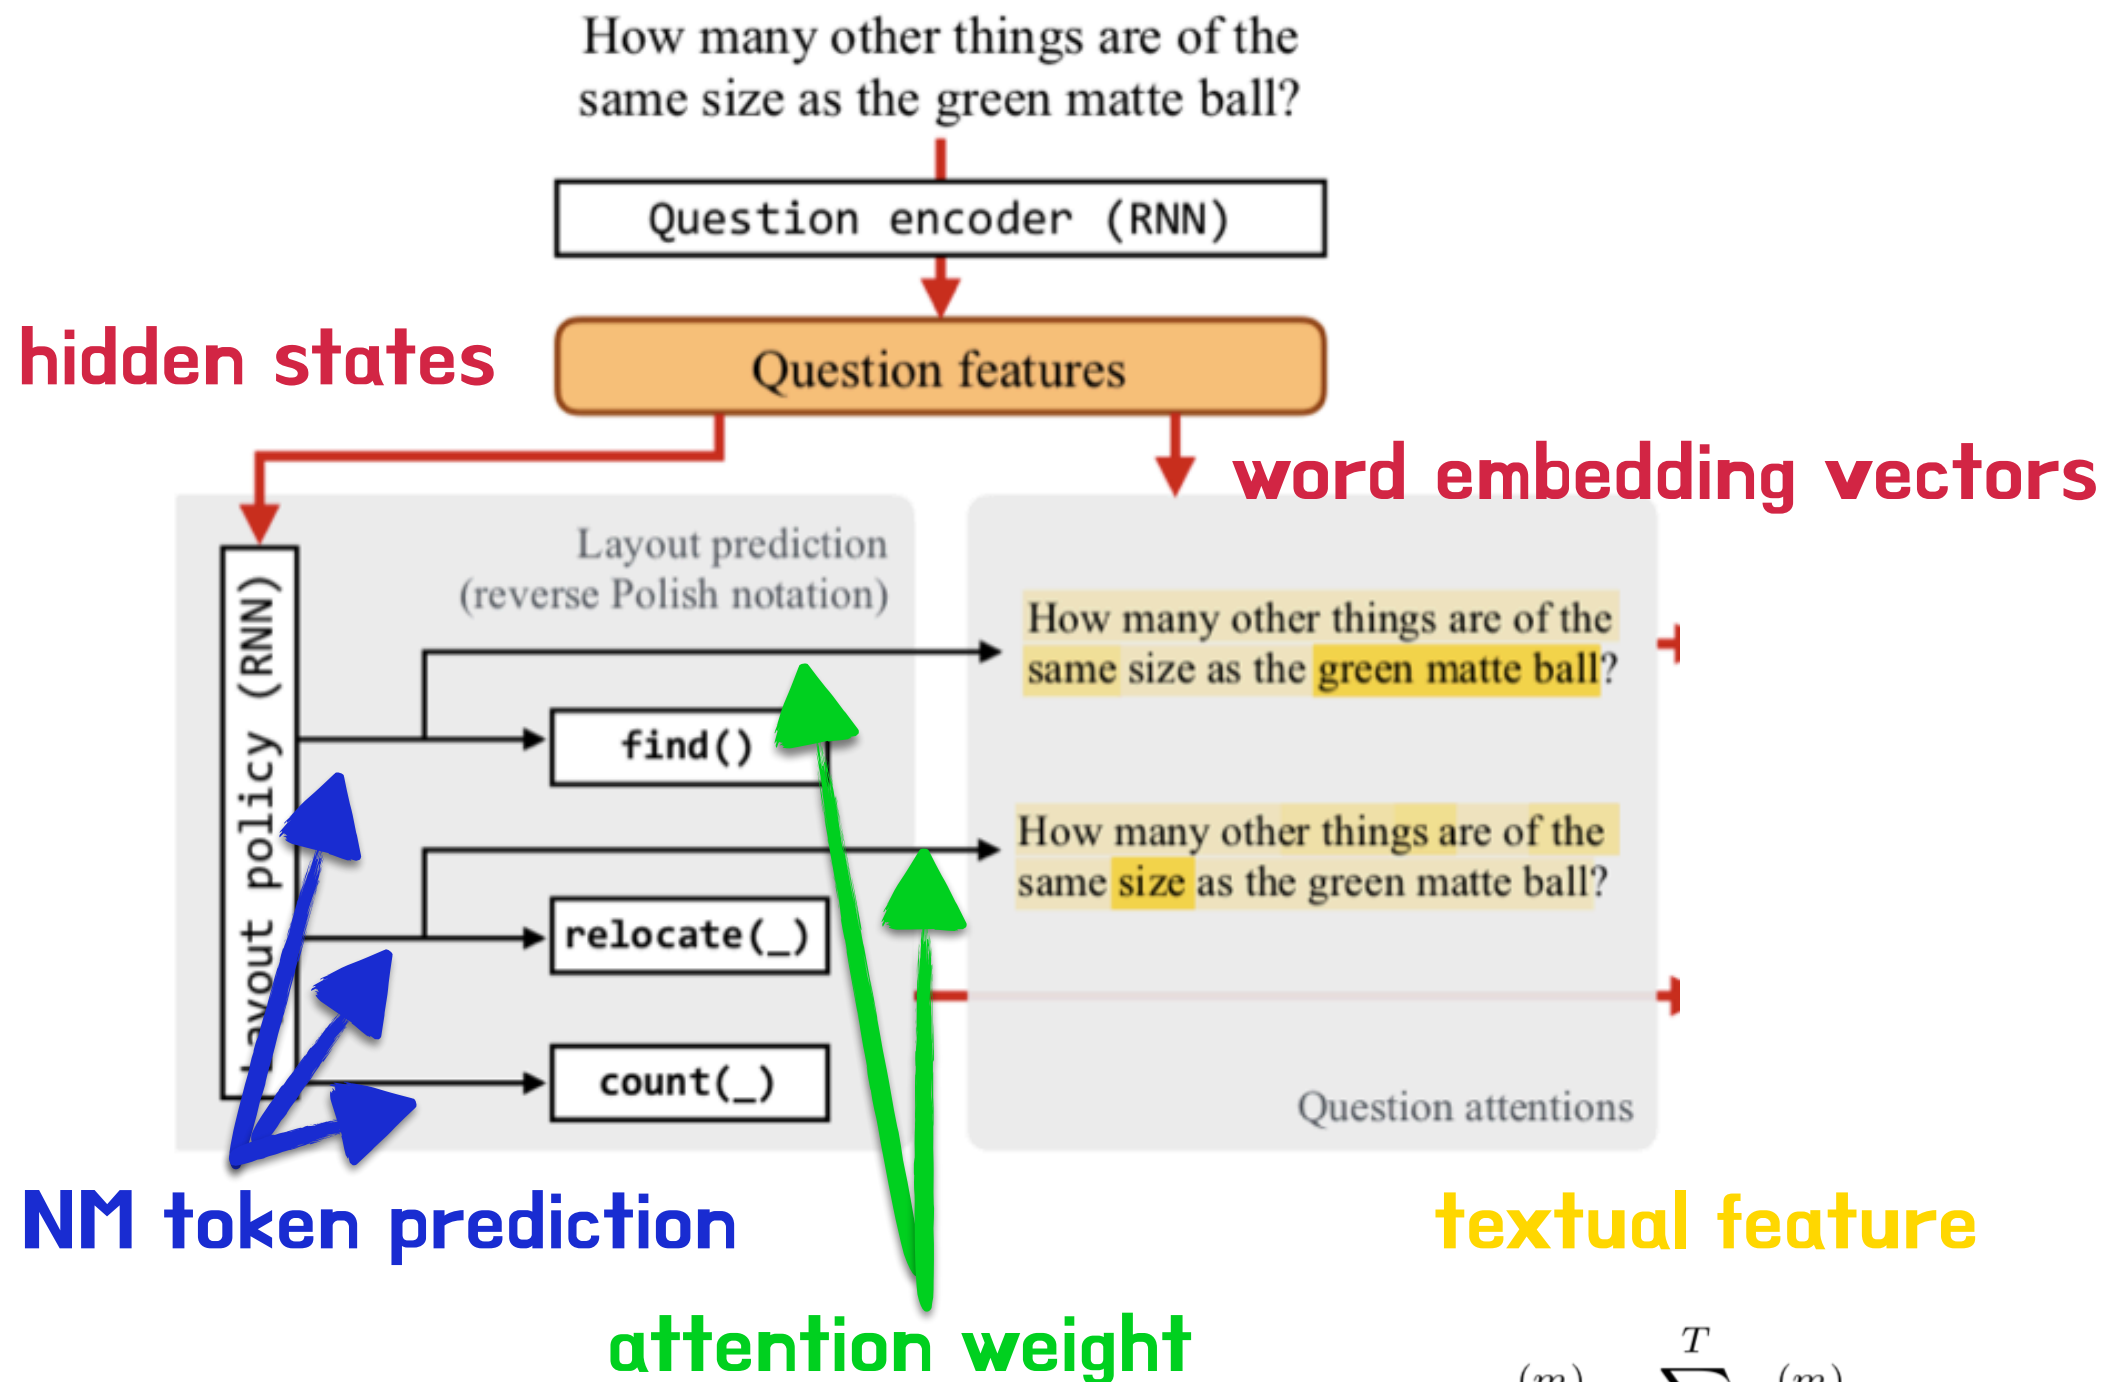 How many other things are of the
same size as the green matte ball?
Question encoder (RNN)
hidden states
Question features
word embedding vectors
Layout prediction
(reverse Polish notation)
Layout policy (RNN)
How many other things are of the
same size as the green matte ball?
find()
How many other things are of the
same size as the green matte ball?
relocate(_)
count(_)
Question attentions
NM token prediction
textual feature
attention weight
T
(m) ∑ (m)